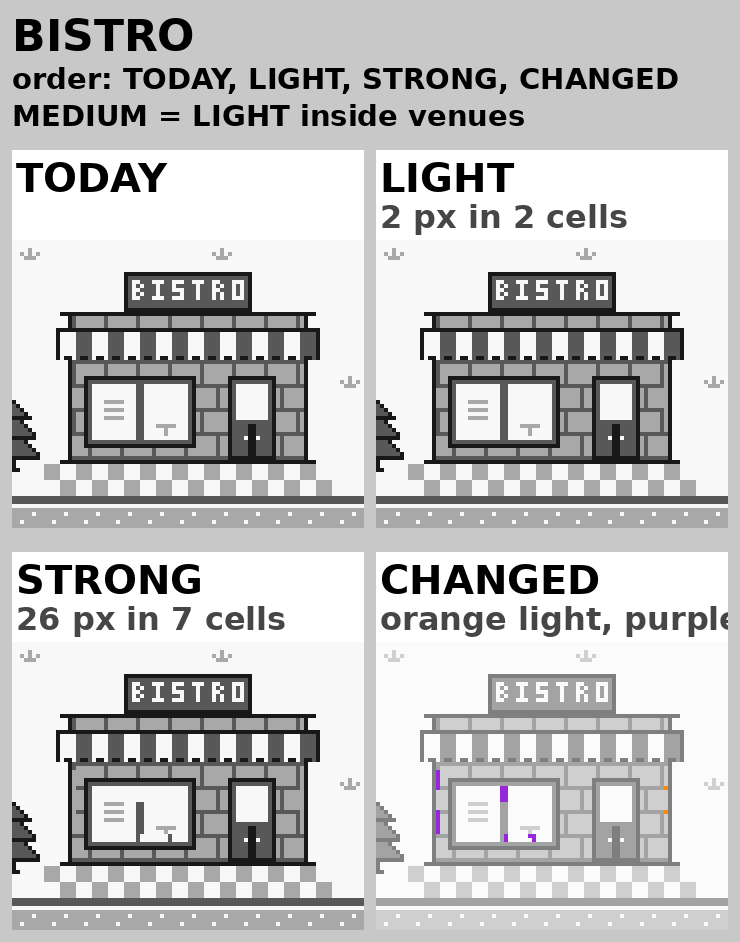 BISTRO
order: TODAY, LIGHT, STRONG, CHANGED
MEDIUM = LIGHT inside venues
TODAY
LIGHT
2 px in 2 cells
BISTRO
BISTRO
STRONG
26 px in 7 cells
CHANGED
orange light, purple
BISTRO
BISTRO